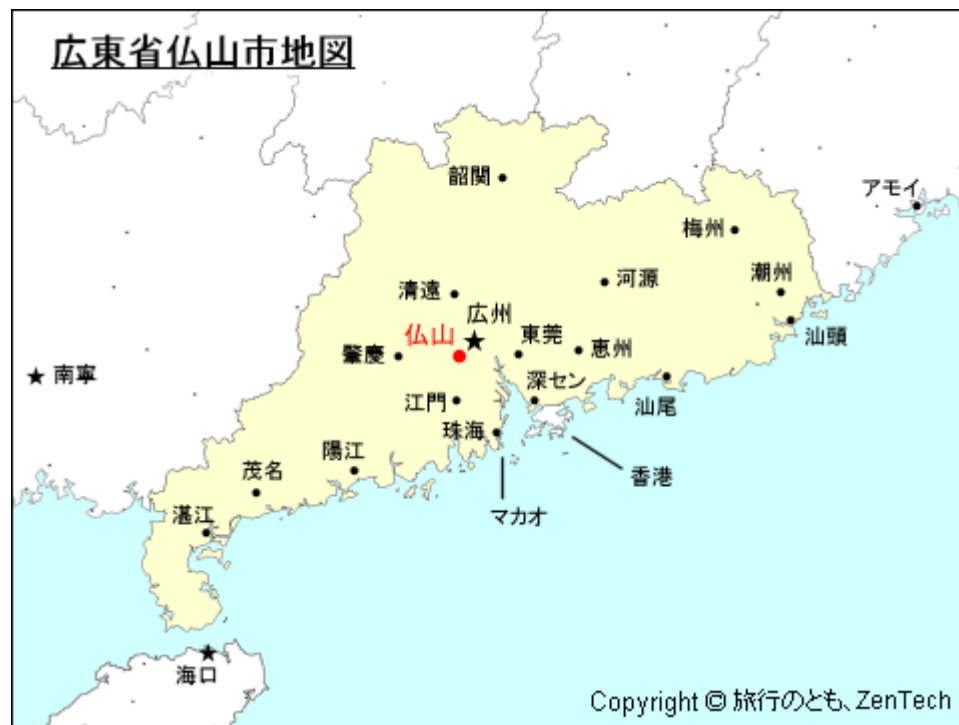 広東省仏山市地図
韶関
アモイ
梅州
潮州
河源
清遠
広州
仏山
東莞
恵州
汕頭
肇慶
南寧
深セン
江門
汕尾
珠海
陽江
香港
茂名
マカオ
湛江
海口
Copyright © 旅行のとも、ZenTech